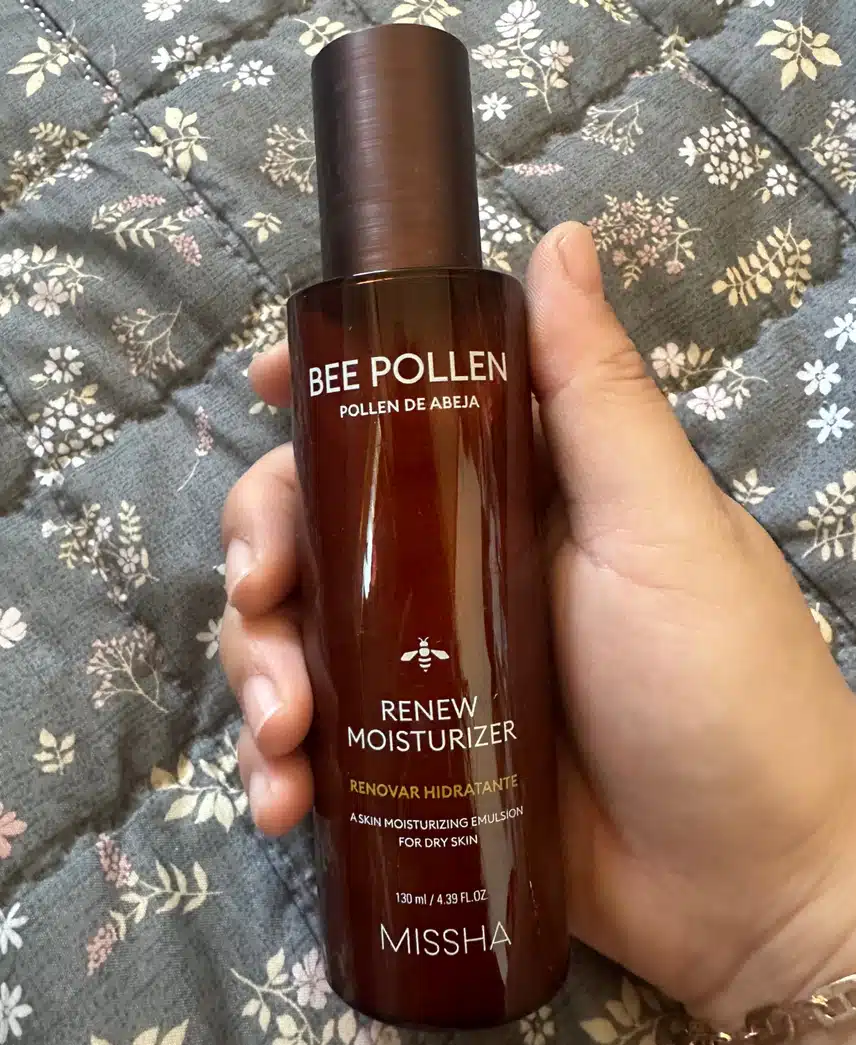 BEE POLLEN
POLLEN DE ABEJA
RENEW
MOISTURIZER
RENOVAR HIDRATANTE
A SKIN MOISTURIZING EMULSION
FOR DRY SKIN
130 ml / 4.39 FL.OZ.
MISSHA